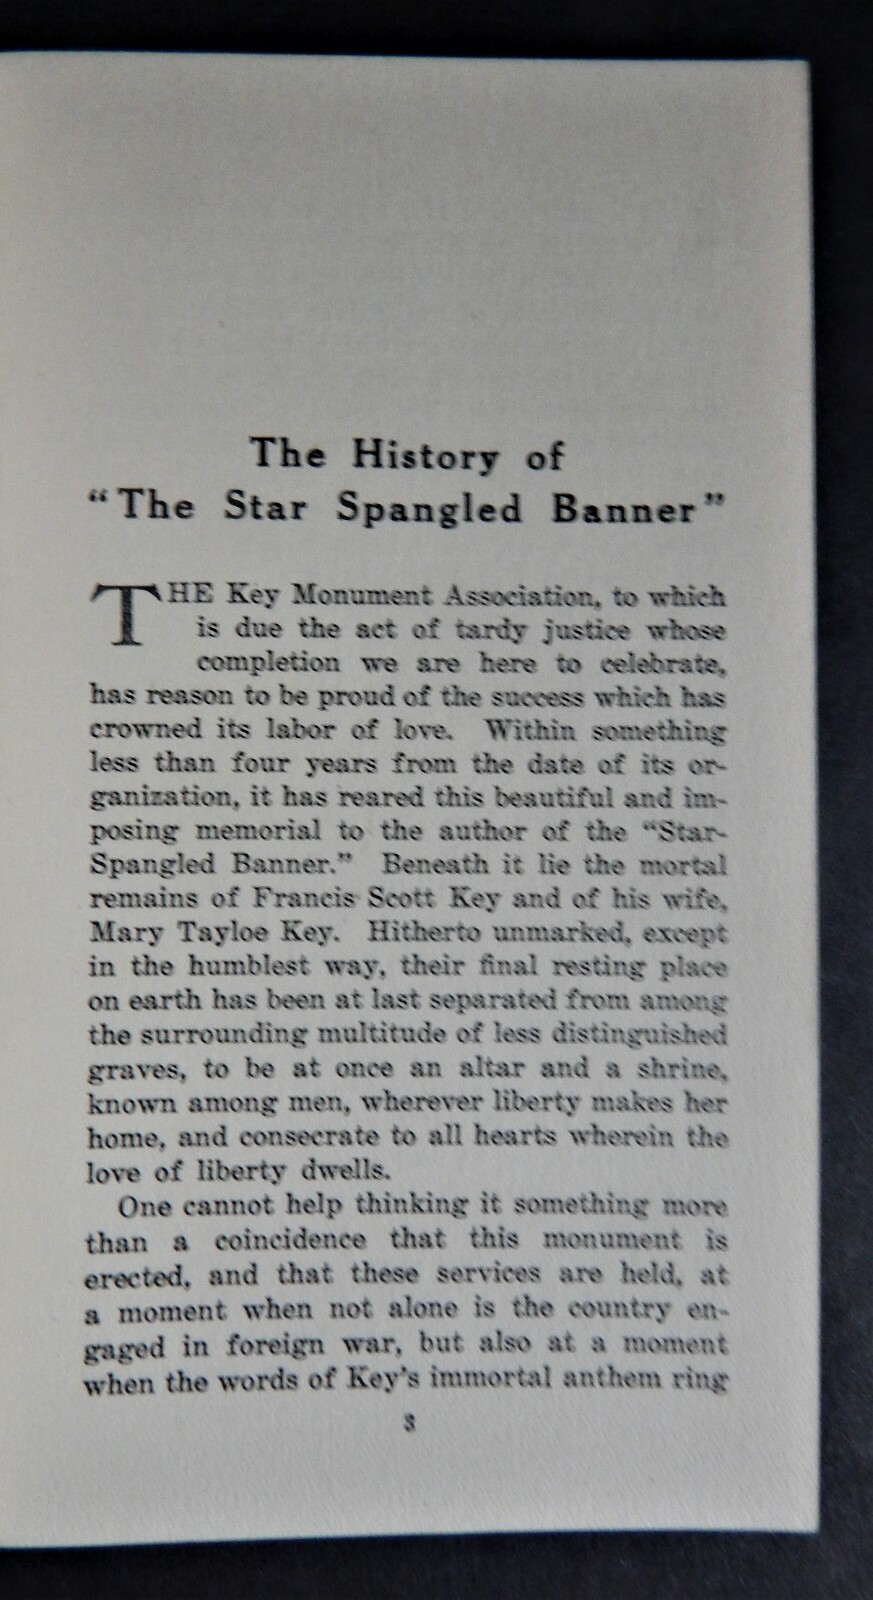 The History of
“The Star Spangled Banner”
THE Key Monument Association, to which
is due the act of tardy justice whose
completion we are here to celebrate,
has reason to be proud of the success which has
crowned its labor of love. Within something
less than four years from the date of its or-
ganization, it has reared this beautiful and im-
posing memorial to the author of the “Star-
Spangled Banner.” Beneath it lie the mortal
remains of Francis Scott Key and of his wife,
Mary Tayloe Key. Hitherto unmarked, except
in the humblest way, their final resting place
on earth has been at last separated from among
the surrounding multitude of less distinguished
graves, to be at once an altar and a shrine,
known among men, wherever liberty makes her
home, and consecrate to all hearts wherein the
love of liberty dwells.
One cannot help thinking it something more
than a coincidence that this monument is
erected, and that these services are held, at
a moment when not alone is the country en-
gaged in foreign war, but also at a moment
when the words of Key’s immortal anthem ring
3